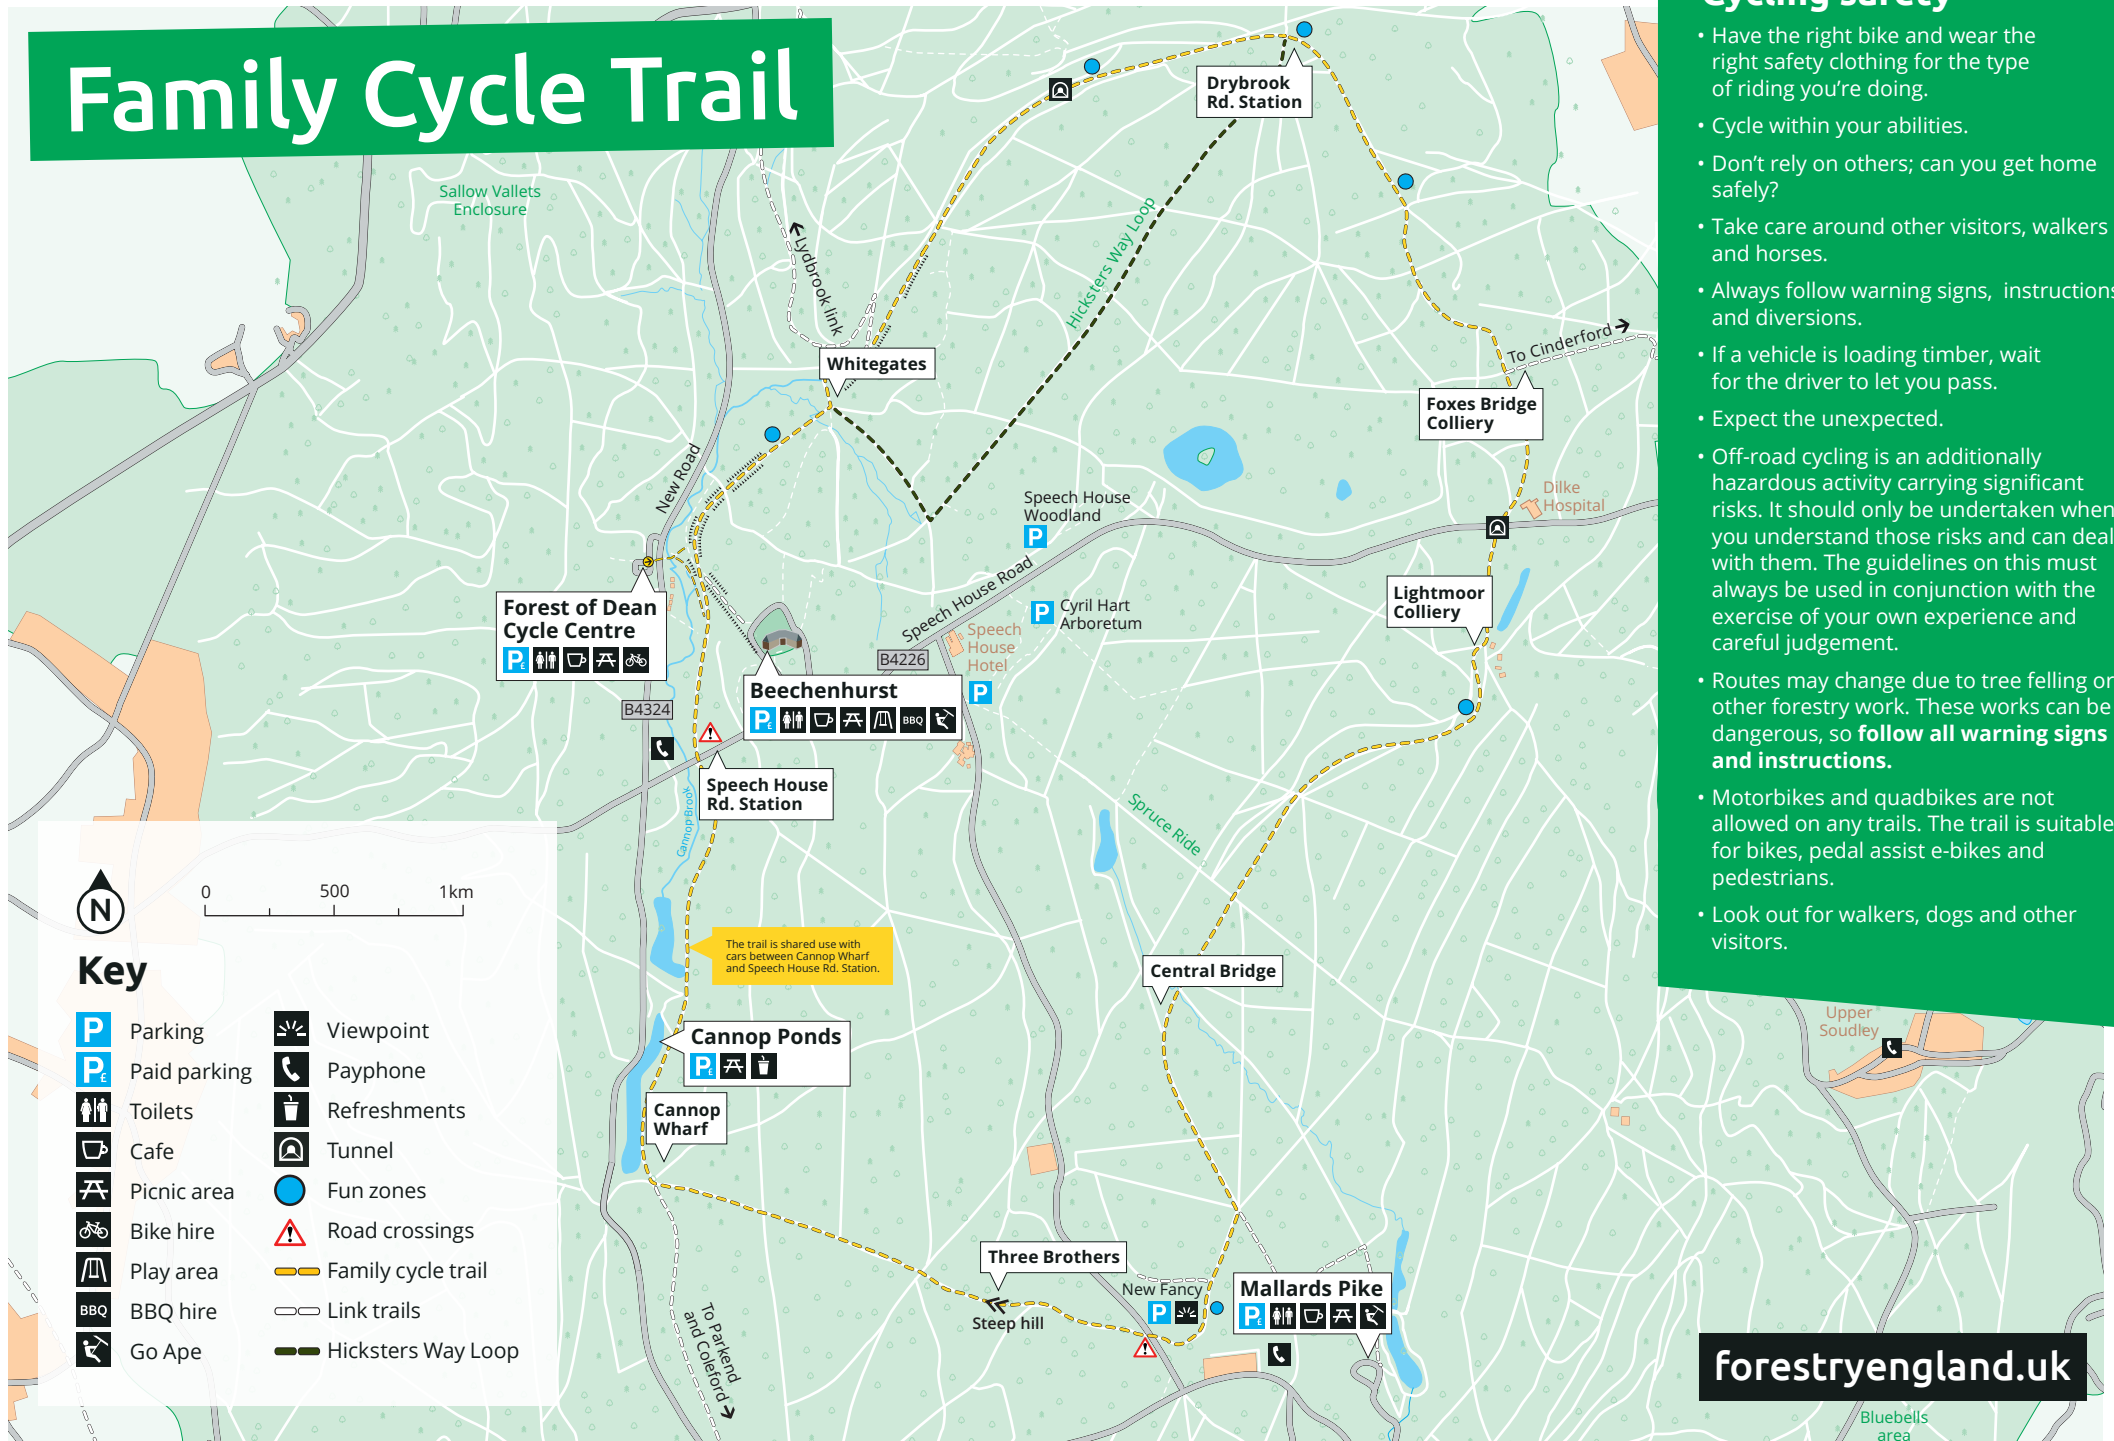 Family Cycle Trail
Cycling safety
• Have the right bike and wear the
right safety clothing for the type
of riding you’re doing.
• Cycle within your abilities.
• Don’t rely on others; can you get home
safely?
• Take care around other visitors, walkers
and horses.
• Always follow warning signs, instructions
and diversions.
• If a vehicle is loading timber, wait
for the driver to let you pass.
• Expect the unexpected.
• Off-road cycling is an additionally
hazardous activity carrying significant
risks. It should only be undertaken when
you understand those risks and can deal
with them. The guidelines on this must
always be used in conjunction with the
exercise of your own experience and
careful judgement.
• Routes may change due to tree felling or
other forestry work. These works can be
dangerous, so follow all warning signs
and instructions.
• Motorbikes and quadbikes are not
allowed on any trails. The trail is suitable
for bikes, pedal assist e-bikes and
pedestrians.
• Look out for walkers, dogs and other
visitors.
Sallow Vallets
Enclosure
Drybrook
Rd. Station
Lydbrook link
Hicksters Way Loop
Whitegates
To Cinderford
Foxes Bridge
Colliery
New Road
Speech House
Woodland
P
Dilke
Hospital
Speech House Road
Forest of Dean
Cycle Centre
P£
P
Cyril Hart
Arboretum
Lightmoor
Colliery
Speech
House
Hotel
B4226
P
Beechenhurst
P£
BBQ
B4324
Speech House
Rd. Station
Cannop Brook
Spruce Ride
The trail is shared use with
cars between Cannop Wharf
and Speech House Rd. Station.
Central Bridge
Cannop Ponds
P£
Cannop
Wharf
Upper
Soudley
Three Brothers
Steep hill
New Fancy
P
Mallards Pike
P£
To Parkend
and Coleford
N
0 500 1km
Key
P Parking
P£ Paid parking
Toilets
Cafe
Picnic area
Bike hire
Play area
BBQ BBQ hire
Go Ape
Viewpoint
Payphone
Refreshments
Tunnel
Fun zones
Road crossings
Family cycle trail
Link trails
Hicksters Way Loop
forestryengland.uk
Bluebells
area